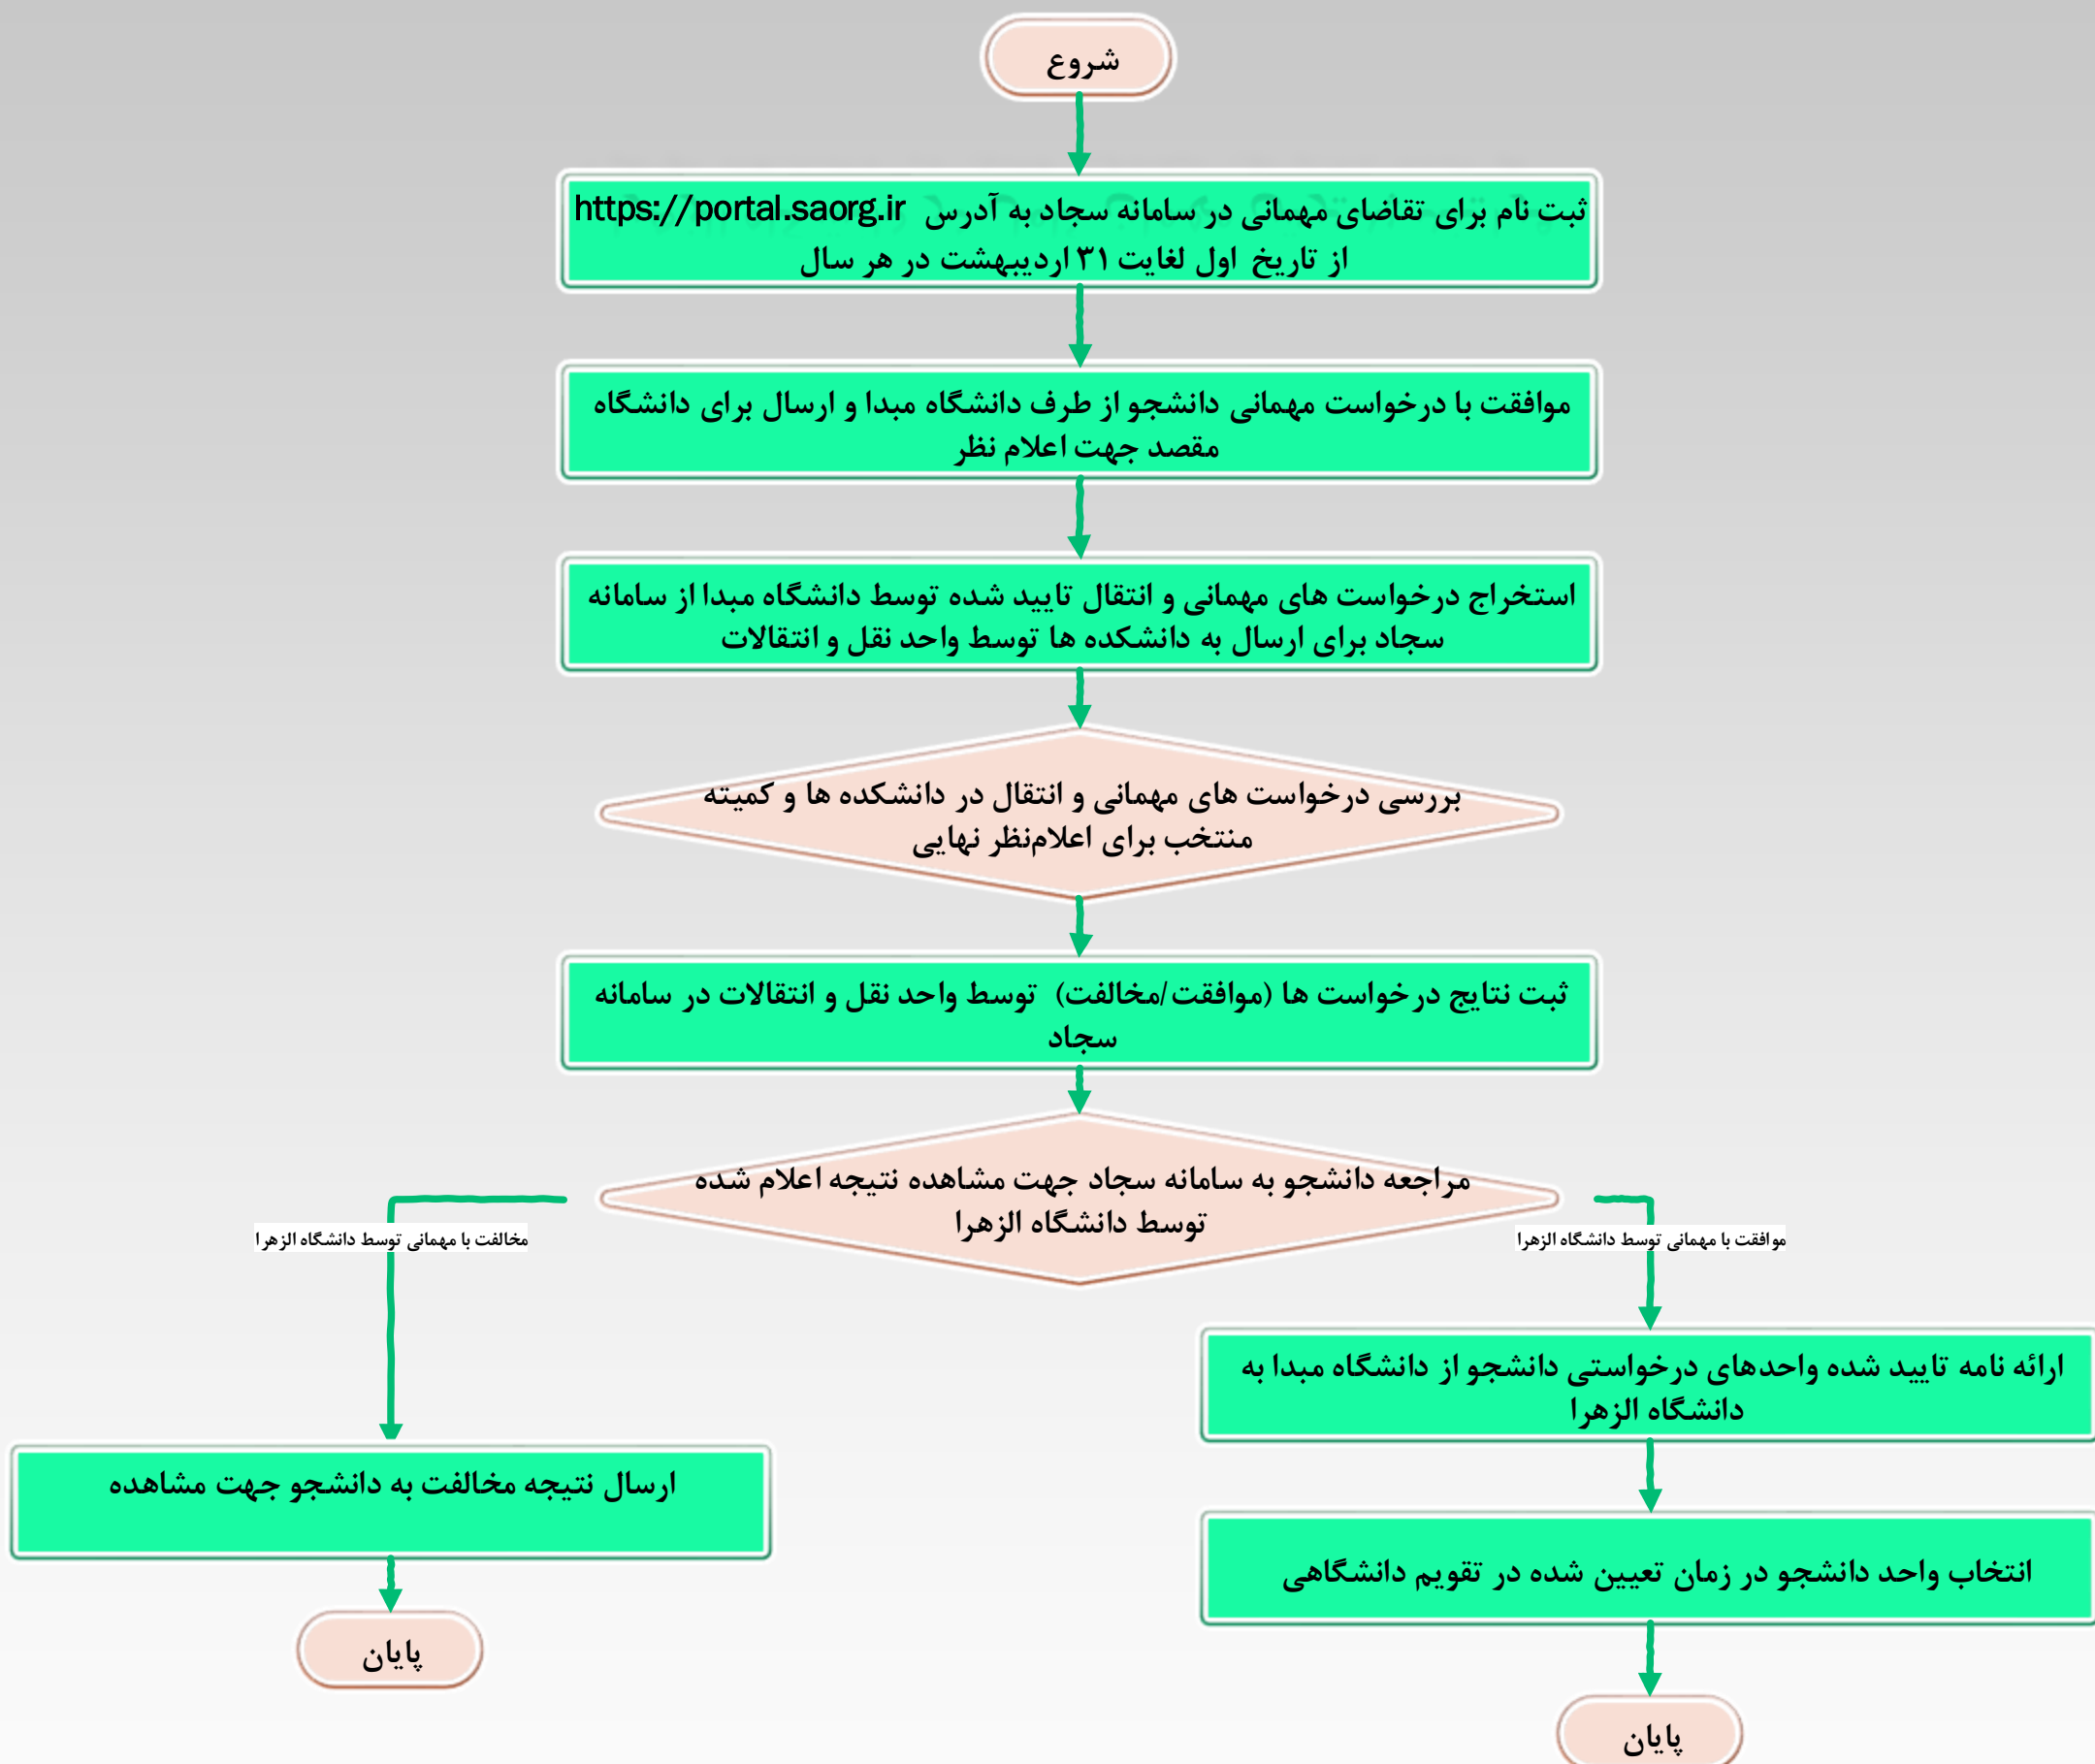 شروع
ثبت نام برای تقاضای مهمانی در سامانه سجاد به آدرس https://portal.saorg.ir
از تاریخ اول لغایت ۳۱ اردیبهشت در هر سال
موافقت با درخواست مهمانی دانشجو از طرف دانشگاه مبدا و ارسال برای دانشگاه
مقصد جهت اعلام نظر
استخراج درخواست های مهمانی و انتقال تایید شده توسط دانشگاه مبدا از سامانه
سجاد برای ارسال به دانشکده ها توسط واحد نقل و انتقالات
بررسی درخواست های مهمانی و انتقال در دانشکده ها و کمیته
منتخب برای اعلام‌نظر نهایی
ثبت نتایج درخواست ها (موافقت/مخالفت) توسط واحد نقل و انتقالات در سامانه
سجاد
مراجعه دانشجو به سامانه سجاد جهت مشاهده نتیجه اعلام شده
توسط دانشگاه الزهرا
موافقت با مهمانی توسط دانشگاه الزهرا
مخالفت با مهمانی توسط دانشگاه الزهرا
ارائه نامه تایید شده واحدهای درخواستی دانشجو از دانشگاه مبدا به
دانشگاه الزهرا
انتخاب واحد دانشجو در زمان تعیین شده در تقویم دانشگاهی
پایان
ارسال نتیجه مخالفت به دانشجو جهت مشاهده
پایان